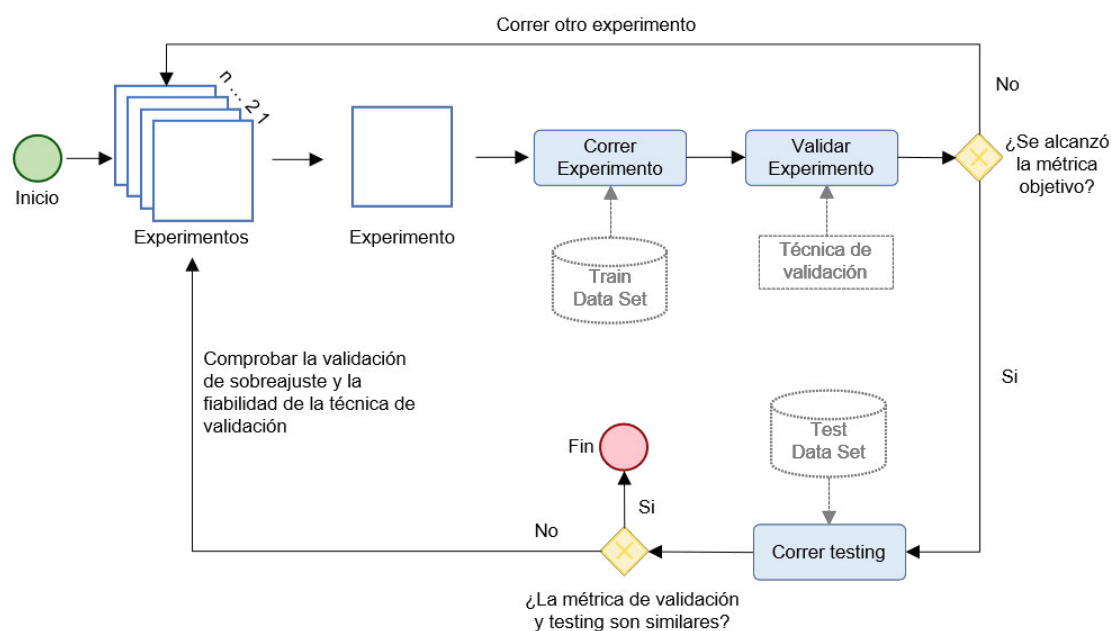 Correr otro experimento
n ... 2 1
No
Inicio
Experimentos
Experimento
Correr
Experimento
Validar
Experimento
¿Se alcanzó
la métrica
objetivo?
Train
Data Set
Técnica de
validación
Comprobar la validación
de sobreajuste y la
fiabilidad de la técnica de
validación
Si
Test
Data Set
Fin
Si
No
Correr testing
¿La métrica de validación
y testing son similares?